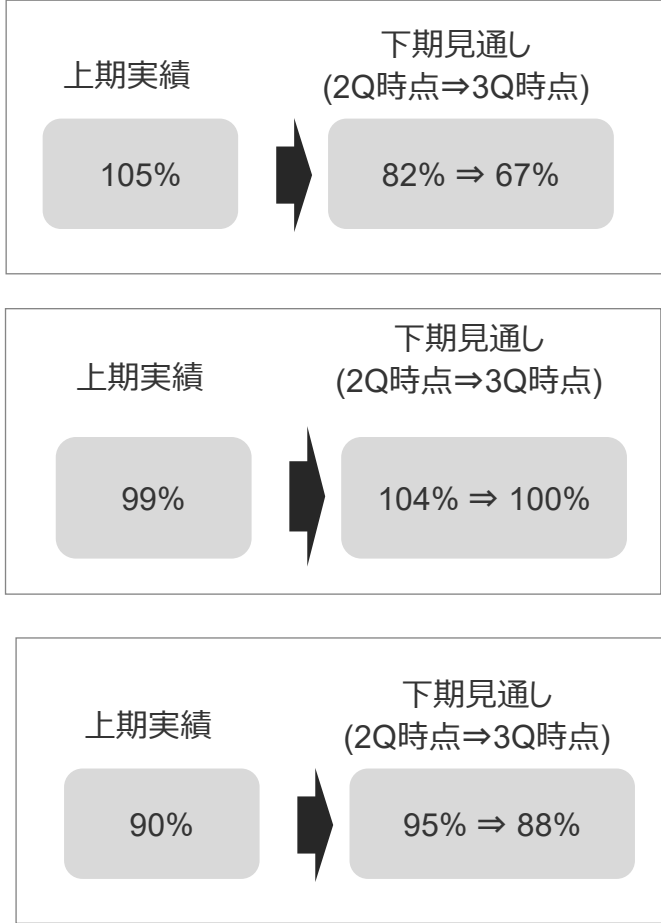 上期実績
下期見通し
(2Q時点⇒3Q時点)
105%
82% ⇒ 67%
上期実績
下期見通し
(2Q時点⇒3Q時点)
99%
104% ⇒ 100%
上期実績
下期見通し
(2Q時点⇒3Q時点)
90%
95% ⇒ 88%